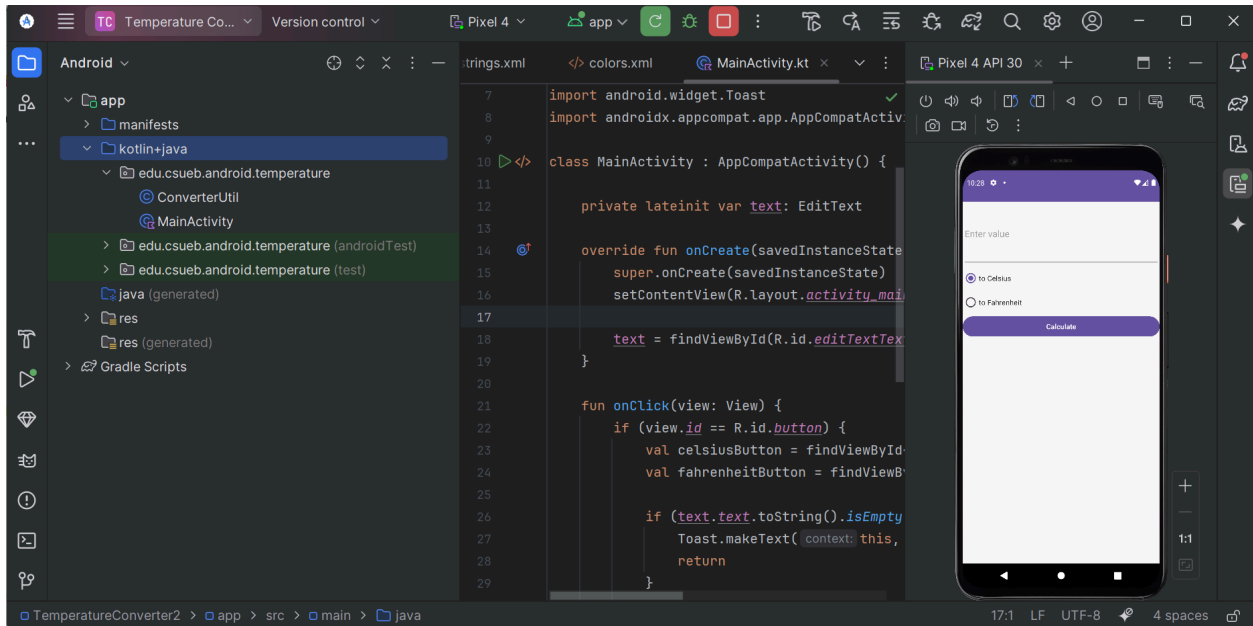 TC Temperature Co... Version control Pixel 4 app
Android
app
manifests
kotlin+java
edu.csueb.android.temperature
ConverterUtil
MainActivity
edu.csueb.android.temperature (androidTest)
edu.csueb.android.temperature (test)
java (generated)
res
res (generated)
Gradle Scripts
trings.xml </> colors.xml MainActivity.kt
7 import android.widget.Toast
8 import androidx.appcompat.app.AppCompatActiv
9
10 </> class MainActivity : AppCompatActivity() {
11
12 private lateinit var text: EditText
13
14 override fun onCreate(savedInstanceState
15 super.onCreate(savedInstanceState)
16 setContentView(R.layout.activity_mai
17
18 text = findViewById(R.id.editTextTex
19 }
20
21 fun onClick(view: View) {
22 if (view.id == R.id.button) {
23 val celsiusButton = findViewById
24 val fahrenheitButton = findViewB
25
26 if (text.text.toString().isEmpty
27 Toast.makeText( context: this,
28 return
29 }
Pixel 4 API 30
10:28
Enter value
to Celsius
to Fahrenheit
Calculate
1:1
TemperatureConverter2 > app > src > main > java
17:1 LF UTF-8 4 spaces